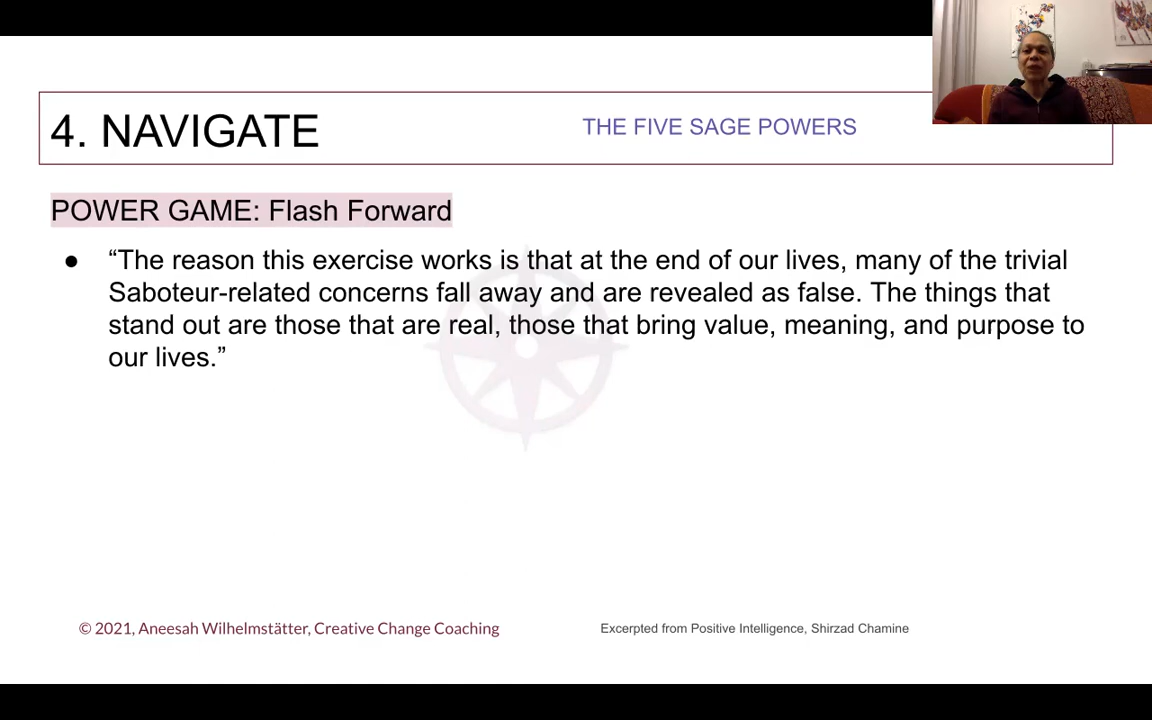 4. NAVIGATE
THE FIVE SAGE POWERS
POWER GAME: Flash Forward
● “The reason this exercise works is that at the end of our lives, many of the trivial
Saboteur-related concerns fall away and are revealed as false. The things that
stand out are those that are real, those that bring value, meaning, and purpose to
our lives.”
© 2021, Aneesah Wilhelmstätter, Creative Change Coaching
Excerpted from Positive Intelligence, Shirzad Chamine